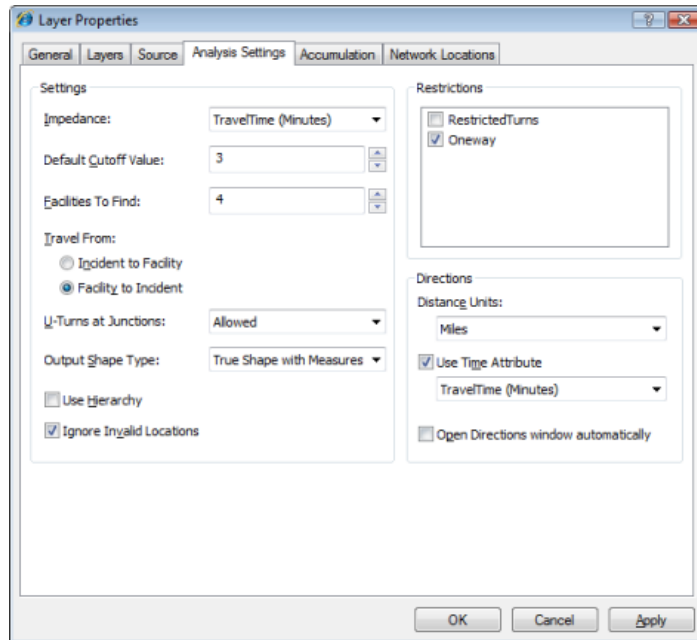 Layer Properties
General Layers Source Analysis Settings Accumulation Network Locations
Settings
Impedance: TravelTime (Minutes)
Default Cutoff Value: 3
Facilities To Find: 4
Travel From:
Incident to Facility
Facility to Incident
U-Turns at Junctions: Allowed
Output Shape Type: True Shape with Measures
Use Hierarchy
Ignore Invalid Locations
Restrictions
RestrictedTurns
Oneway
Directions
Distance Units:
Miles
Use Time Attribute
TravelTime (Minutes)
Open Directions window automatically
OK Cancel Apply